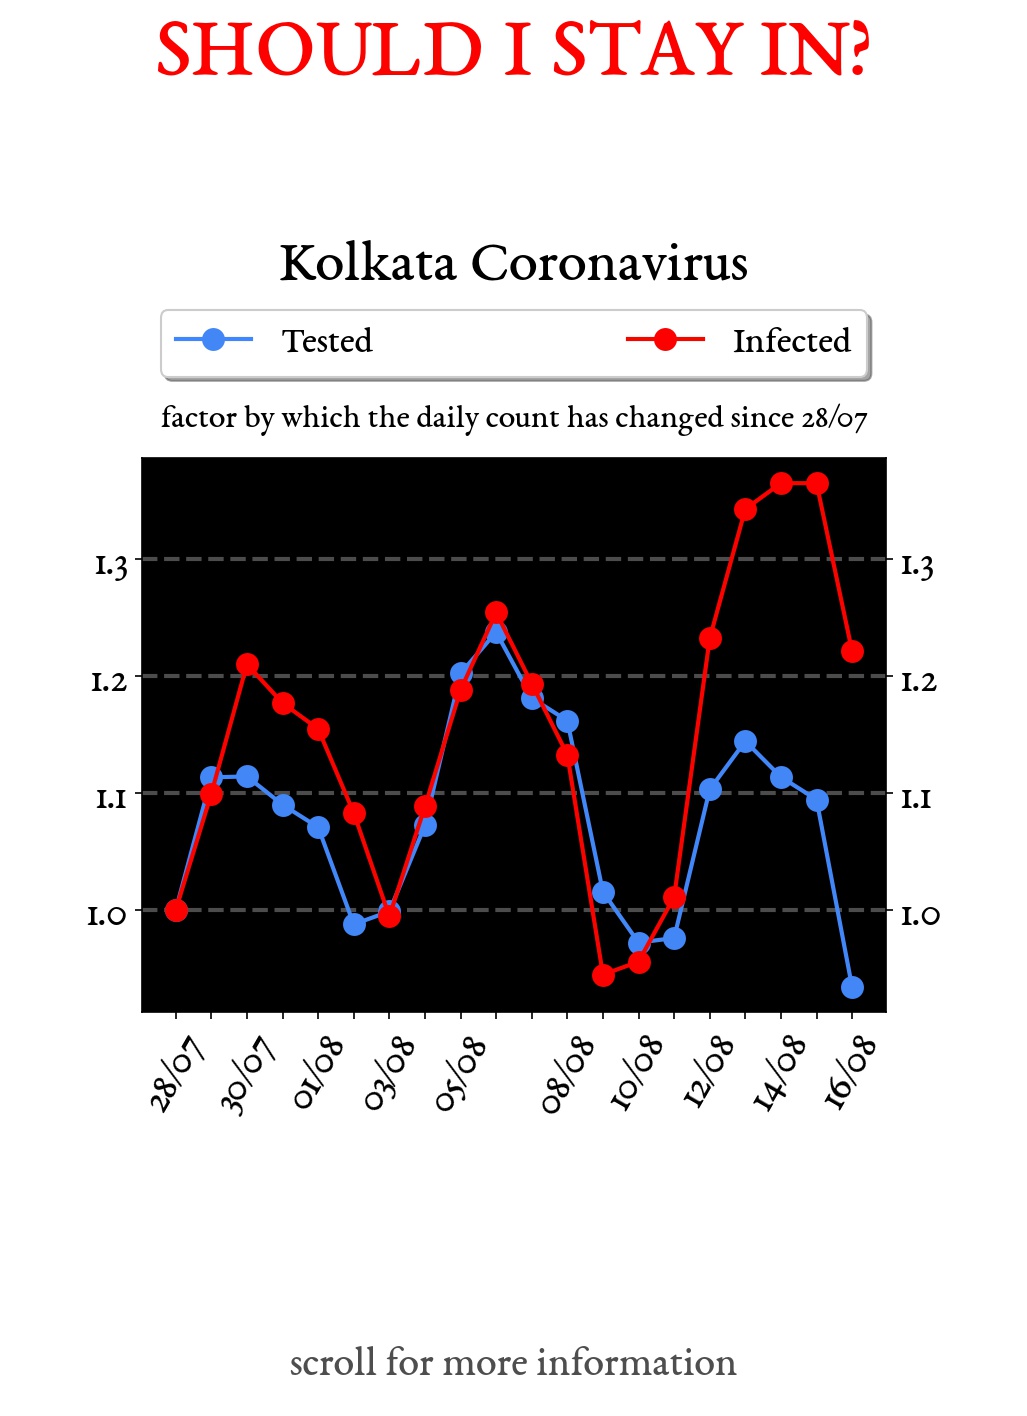 SHOULD I STAY IN?
Kolkata Coronavirus
Tested Infected
factor by which the daily count has changed since 28/07
1.3 1.3
1.2 1.2
1.1 1.1
1.0 1.0
28/07 30/07 01/08 03/08 05/08 08/08 10/08 12/08 14/08 16/08
scroll for more information